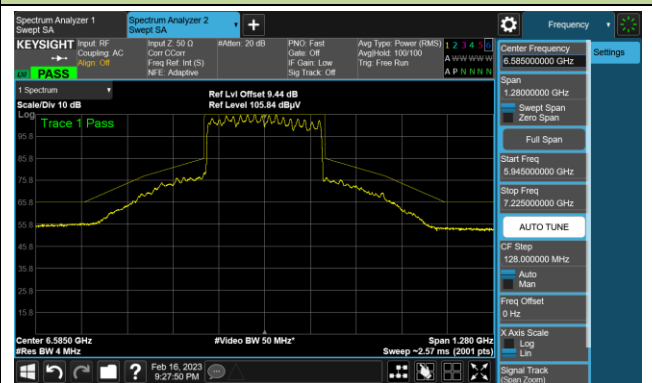 Spectrum Analyzer 1
Swept SA
Spectrum Analyzer 2
Swept SA
Frequency
KEYSIGHT
Input: RF
Coupling: AC
Align: Off
Input Z: 50 Ω
Corr CCorr
Freq Ref: Int (S)
NFE: Adaptive
#Atten: 20 dB
PNO: Fast
Gate: Off
IF Gain: Low
Sig Track: Off
Avg Type: Power (RMS)
Avg|Hold: 100/100
Trig: Free Run
1 2 3 4 5 6
A W W W W W
A P N N N N
PASS
1 Spectrum
Scale/Div 10 dB
Ref Lvl Offset 9.44 dB
Ref Level 105.84 dBµV
Log
Trace 1 Pass
95.8
85.8
75.8
65.8
55.8
45.8
35.8
25.8
15.8
Center 6.5850 GHz
#Res BW 4 MHz
#Video BW 50 MHz*
Span 1.280 GHz
Sweep ~2.57 ms (2001 pts)
Center Frequency
6.585000000 GHz
Settings
Span
1.28000000 GHz
Swept Span
Zero Span
Full Span
Start Freq
5.945000000 GHz
Stop Freq
7.225000000 GHz
AUTO TUNE
CF Step
128.000000 MHz
Auto
Man
Freq Offset
0 Hz
X Axis Scale
Log
Lin
Signal Track
(Span Zoom)
Feb 16, 2023
9:27:50 PM